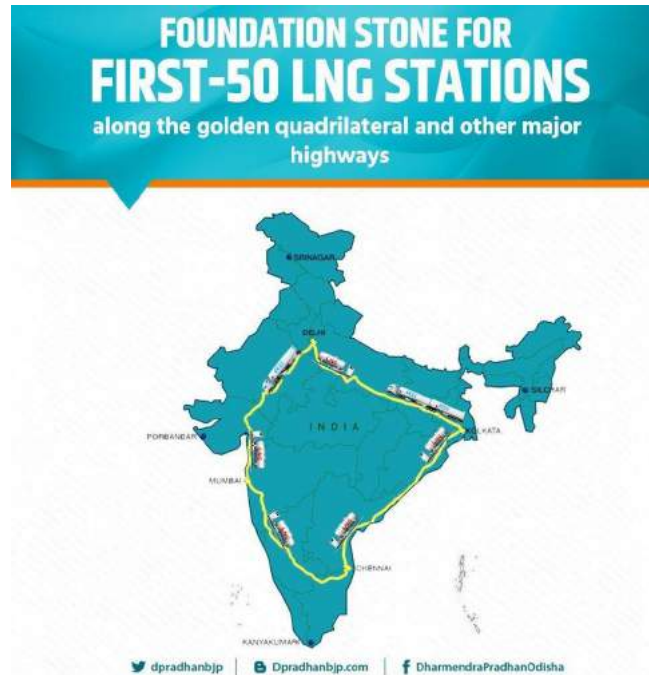 FOUNDATION STONE FOR
FIRST-50 LNG STATIONS
along the golden quadrilateral and other major
highways
SRINAGAR
DELHI
SILCHAR
INDIA
KOLKATA
PORBANDAR
MUMBAI
CHENNAI
KANYAKUMARI
dpradhanbjp | Dpradhanbjp.com | DharmendraPradhanOdisha